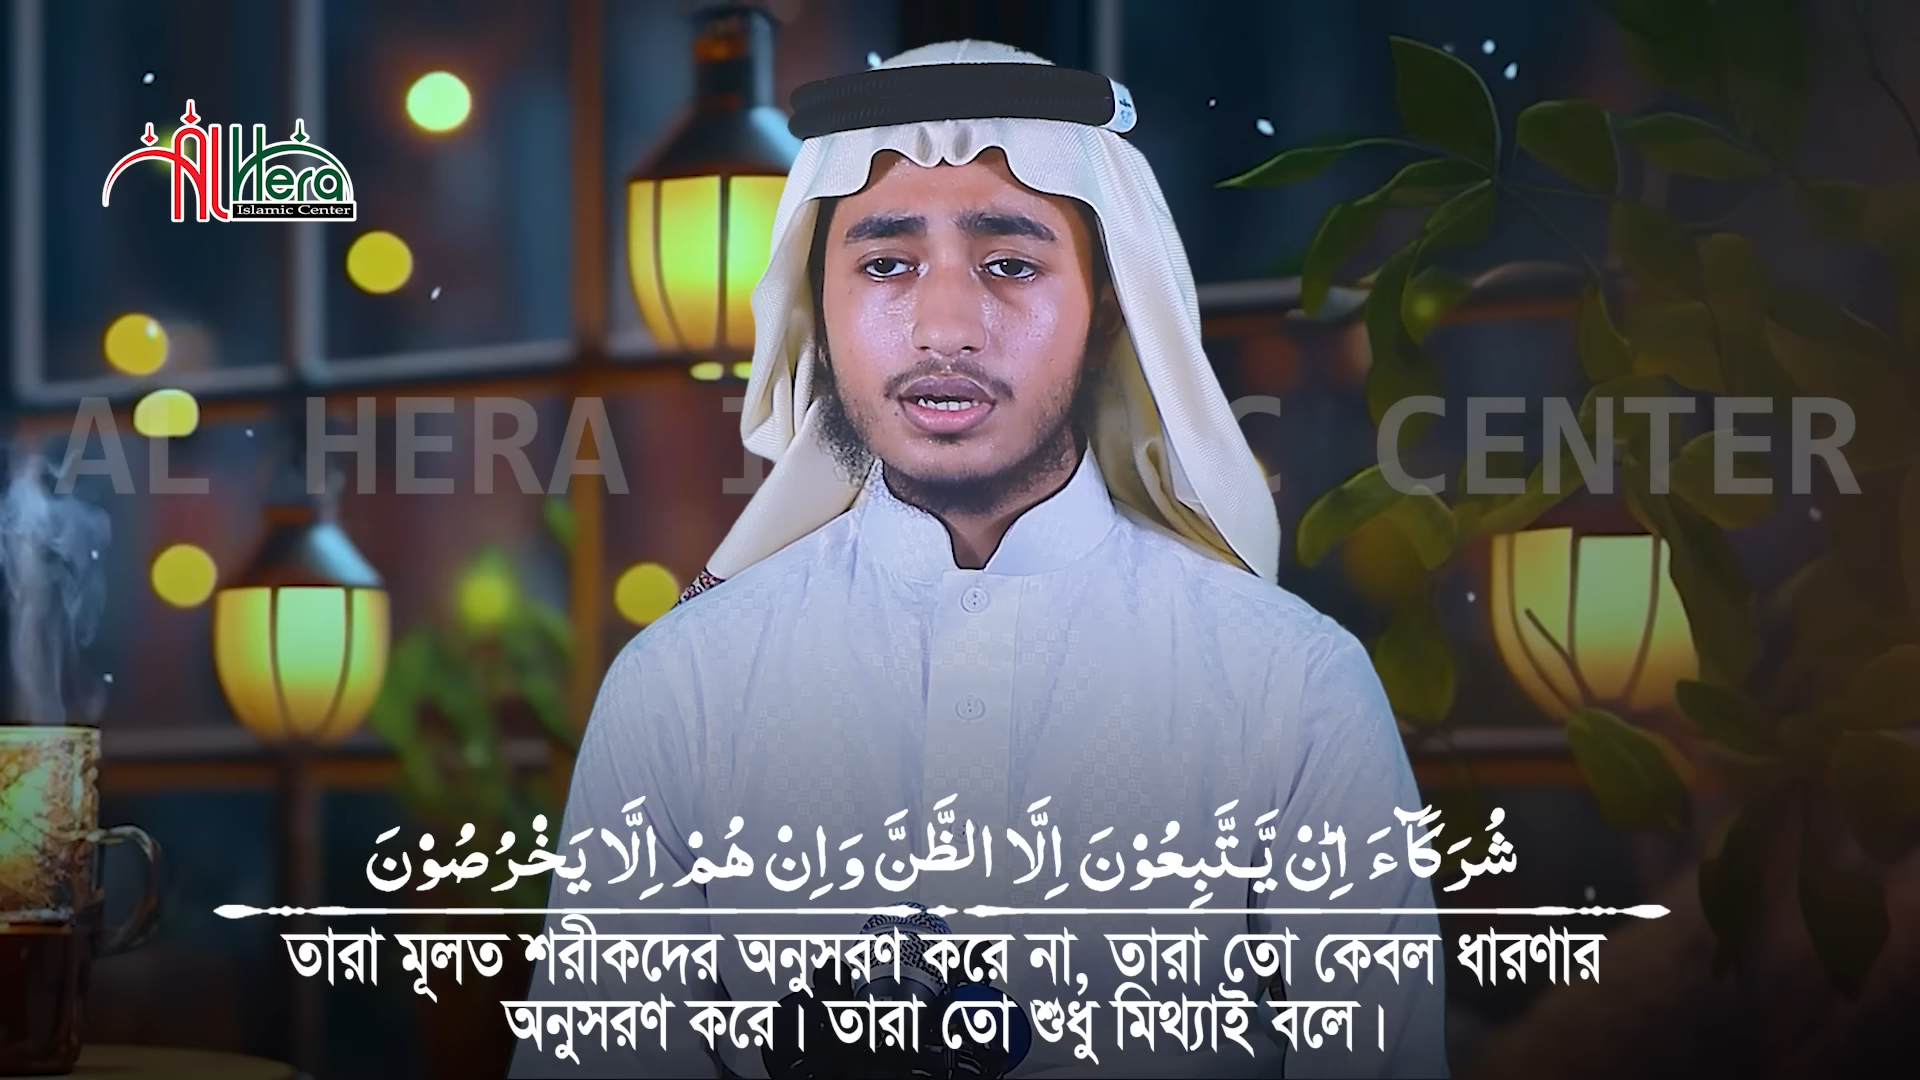 AL Hera
Islamic Center
AL HERA I C CENTER
شُرَكَآءَ اِنْ يَّتَّبِعُوْنَ اِلَّا الظَّنَّ وَاِنْ هُمْ اِلَّا يَخْرُصُوْنَ
তারা মূলত শরীকদের অনুসরণ করে না, তারা তো কেবল ধারণার
অনুসরণ করে। তারা তো শুধু মিথ্যাই বলে।